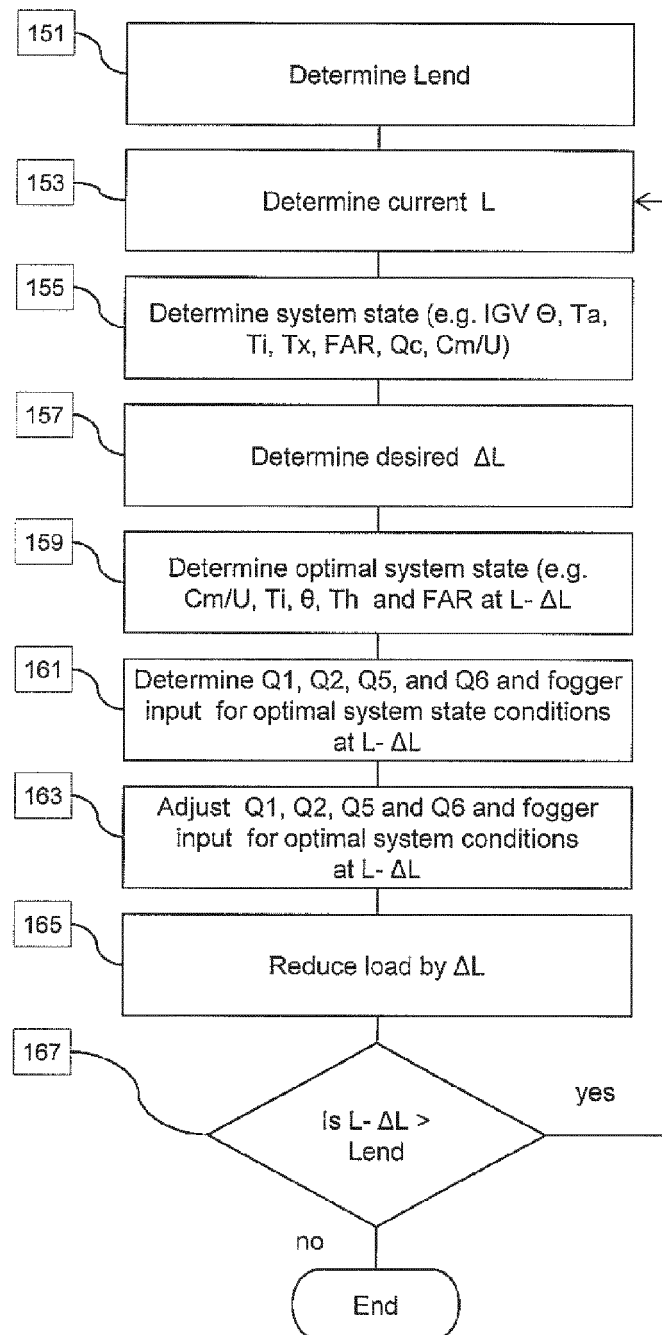 151
Determine Lend
153
Determine current L
155
Determine system state (e.g. IGV Θ, Ta,
Ti, Tx, FAR, Qc, Cm/U)
157
Determine desired ΔL
159
Determine optimal system state (e.g.
Cm/U, Ti, θ, Th and FAR at L- ΔL
161
Determine Q1, Q2, Q5, and Q6 and fogger
input for optimal system state conditions
at L- ΔL
163
Adjust Q1, Q2, Q5 and Q6 and fogger
input for optimal system conditions
at L- ΔL
165
Reduce load by ΔL
167
Is L- ΔL >
Lend
yes
no
End